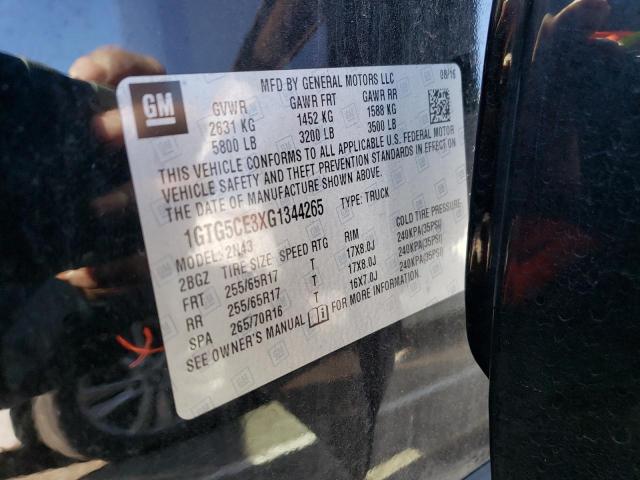 MFD BY GENERAL MOTORS LLC 08/16
GM
GVWR GAWR FRT GAWR RR
2631 KG 1452 KG 1588 KG
5800 LB 3200 LB 3500 LB
THIS VEHICLE CONFORMS TO ALL APPLICABLE U.S. FEDERAL MOTOR
VEHICLE SAFETY AND THEFT PREVENTION STANDARDS IN EFFECT ON
THE DATE OF MANUFACTURE SHOWN ABOVE.
1GTG5CE3XG1344265 TYPE: TRUCK
MODEL: 2N43
2BGZ TIRE SIZE SPEED RTG RIM COLD TIRE PRESSURE
FRT 255/65R17 T 17X8.0J 240KPA(35PSI)
RR 255/65R17 T 17X8.0J 240KPA(35PSI)
SPA 265/70R16 T 16X7.0J 240KPA(35PSI)
SEE OWNER'S MANUAL FOR MORE INFORMATION.